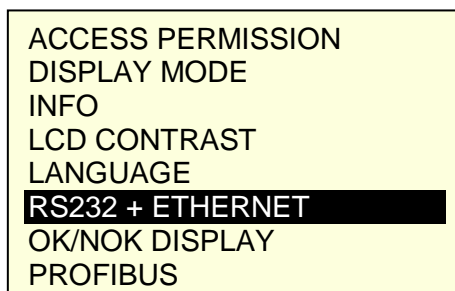 ACCESS PERMISSION
DISPLAY MODE
INFO
LCD CONTRAST
LANGUAGE
RS232 + ETHERNET
OK/NOK DISPLAY
PROFIBUS